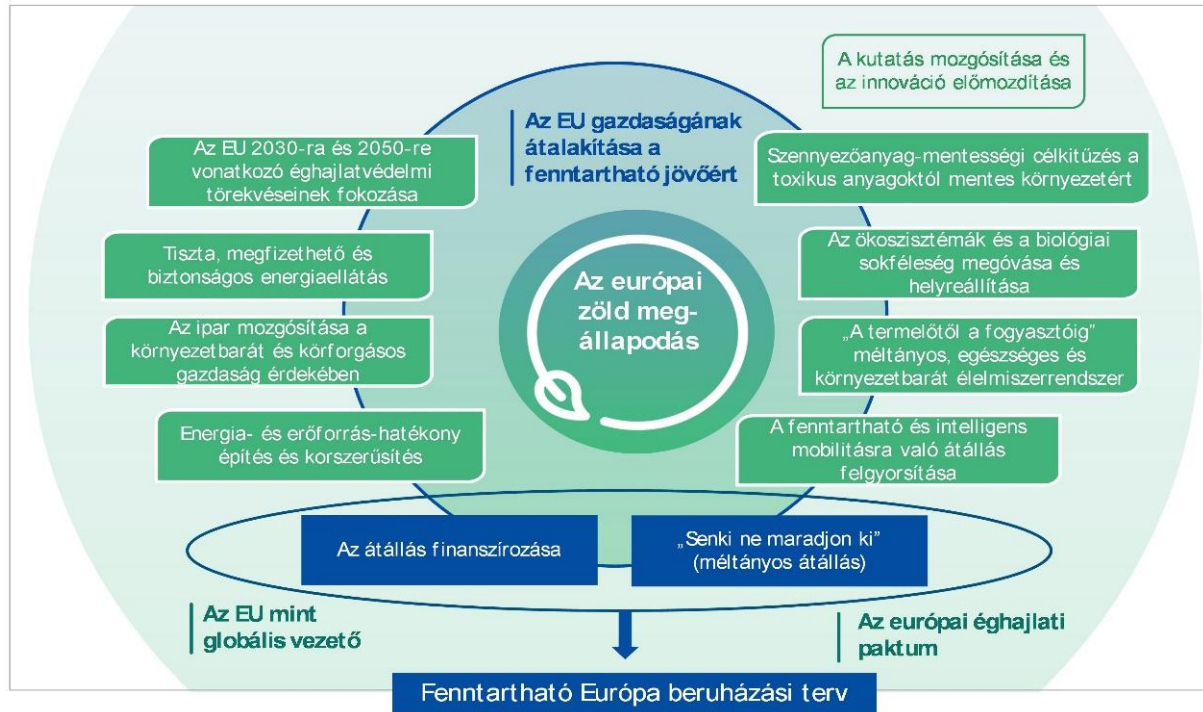 A kutatás mozgósítása és
az innováció előmozdítása
Az EU gazdaságának
átalakítása a
fenntartható jövőért
Az EU 2030-ra és 2050-re
vonatkozó éghajlatvédelmi
törekvéseinek fokozása
Szennyezőanyag-mentességi célkitűzés a
toxikus anyagoktól mentes környezetért
Tiszta, megfizethető és
biztonságos energiaellátás
Az ökoszisztémák és a biológiai
sokféleség megóvása és
helyreállítása
Az európai
zöld meg-
állapodás
Az ipar mozgósítása a
környezetbarát és körforgásos
gazdaság érdekében
„A termelőtől a fogyasztóig”
méltányos, egészséges és
környezetbarát élelmiszerrendszer
Energia- és erőforrás-hatékony
építés és korszerűsítés
A fenntartható és intelligens
mobilitásra való átállás
felgyorsítása
Az átállás finanszírozása
„Senki ne maradjon ki”
(méltányos átállás)
Az EU mint
globális vezető
Az európai éghajlati
paktum
Fenntartható Európa beruházási terv